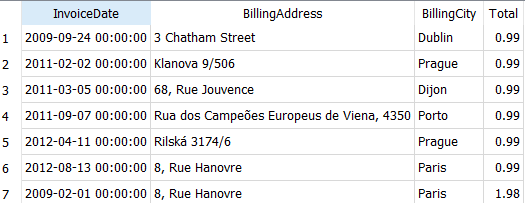 InvoiceDate BillingAddress BillingCity Total
1 2009-09-24 00:00:00 3 Chatham Street Dublin 0.99
2 2011-02-02 00:00:00 Klanova 9/506 Prague 0.99
3 2011-03-05 00:00:00 68, Rue Jouvence Dijon 0.99
4 2011-09-07 00:00:00 Rua dos Campeões Europeus de Viena, 4350 Porto 0.99
5 2012-04-11 00:00:00 Rilská 3174/6 Prague 0.99
6 2012-08-13 00:00:00 8, Rue Hanovre Paris 0.99
7 2009-02-01 00:00:00 8, Rue Hanovre Paris 1.98